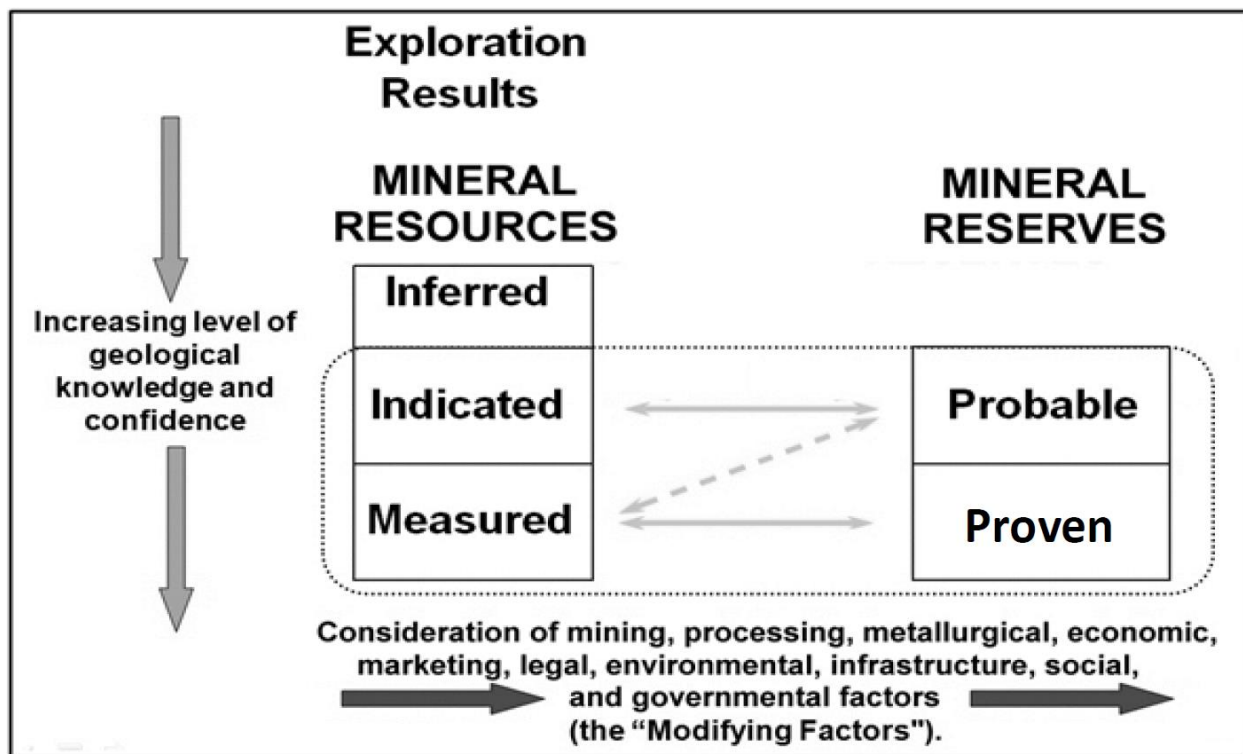 Exploration
Results
MINERAL
RESOURCES
MINERAL
RESERVES
Increasing level of
geological
knowledge and
confidence
Inferred
Indicated
Probable
Measured
Proven
Consideration of mining, processing, metallurgical, economic,
marketing, legal, environmental, infrastructure, social,
and governmental factors
(the “Modifying Factors").